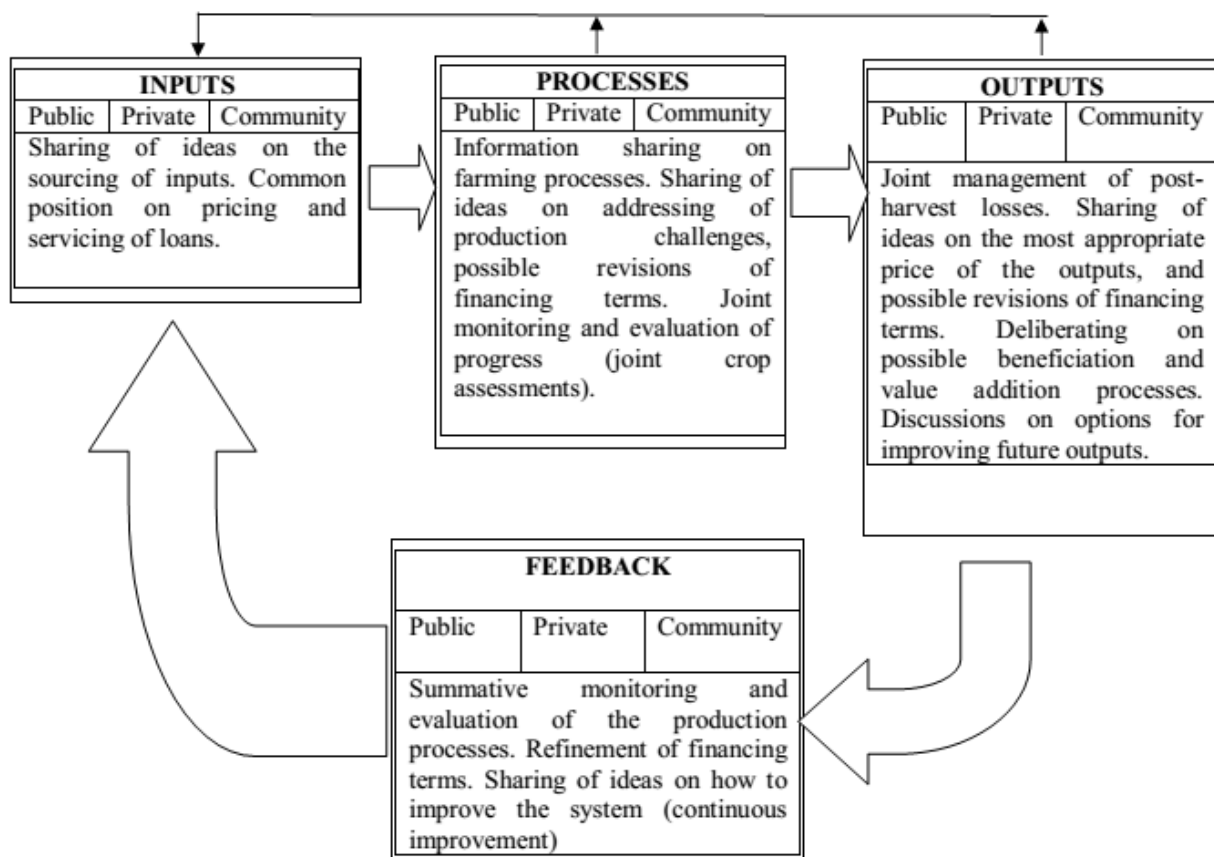 INPUTS
Public Private Community
Sharing of ideas on the
sourcing of inputs. Common
position on pricing and
servicing of loans.
PROCESSES
Public Private Community
Information sharing on
farming processes. Sharing of
ideas on addressing of
production challenges,
possible revisions of
financing terms. Joint
monitoring and evaluation of
progress (joint crop
assessments).
OUTPUTS
Public Private Community
Joint management of post-
harvest losses. Sharing of
ideas on the most appropriate
price of the outputs, and
possible revisions of financing
terms. Deliberating on
possible beneficiation and
value addition processes.
Discussions on options for
improving future outputs.
FEEDBACK
Public Private Community
Summative monitoring and
evaluation of the production
processes. Refinement of financing
terms. Sharing of ideas on how to
improve the system (continuous
improvement)